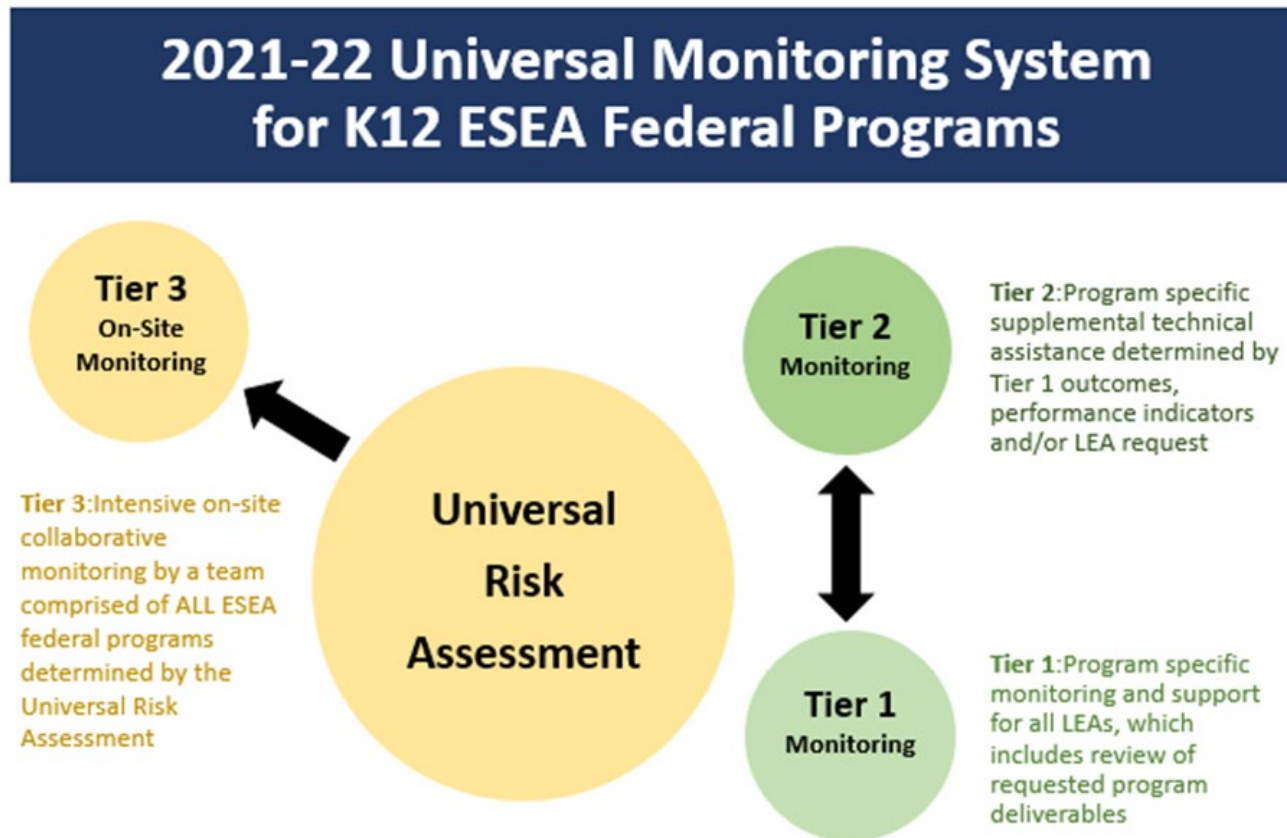 2021-22 Universal Monitoring System
for K12 ESEA Federal Programs
Tier 3
On-Site
Monitoring
Tier 3:Intensive on-site
collaborative
monitoring by a team
comprised of ALL ESEA
federal programs
determined by the
Universal Risk
Assessment
Universal
Risk
Assessment
Tier 2
Monitoring
Tier 2:Program specific
supplemental technical
assistance determined by
Tier 1 outcomes,
performance indicators
and/or LEA request
Tier 1
Monitoring
Tier 1:Program specific
monitoring and support
for all LEAs, which
includes review of
requested program
deliverables